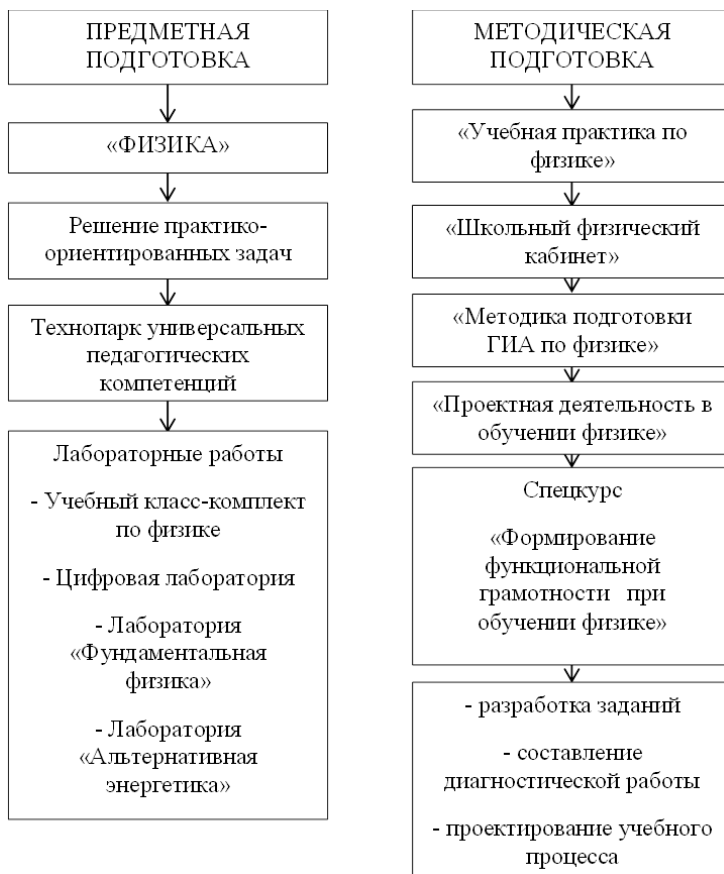 ПРЕДМЕТНАЯ
ПОДГОТОВКА
«ФИЗИКА»
Решение практико-
ориентированных задач
Технопарк универсальных
педагогических
компетенций
Лабораторные работы
- Учебный класс-комплект
по физике
- Цифровая лаборатория
- Лаборатория
«Фундаментальная
физика»
- Лаборатория
«Альтернативная
энергетика»
МЕТОДИЧЕСКАЯ
ПОДГОТОВКА
«Учебная практика по
физике»
«Школьный физический
кабинет»
«Методика подготовки
ГИА по физике»
«Проектная деятельность в
обучении физике»
Спецкурс
«Формирование
функциональной
грамотности при
обучении физике»
- разработка заданий
- составление
диагностической работы
- проектирование учебного
процесса